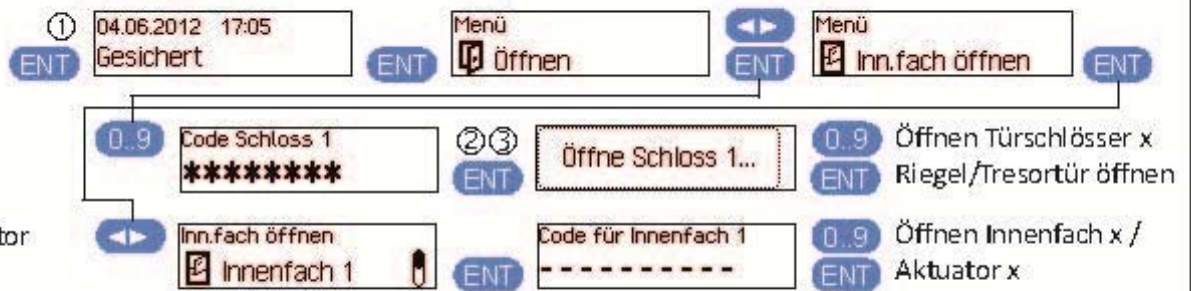 ① 04.06.2012 17:05
Gesichert
ENT
ENT
Menü
Öffnen
ENT
Menü
Inn.fach öffnen
ENT
0..9
Code Schloss 1
********
②③
ENT
Öffne Schloss 1...
0..9 Öffnen Türschlösser x
ENT Riegel/Tresortür öffnen
tor
Inn.fach öffnen
Innenfach 1
ENT
Code für Innenfach 1
----------
0..9 Öffnen Innenfach x /
ENT Aktuator x